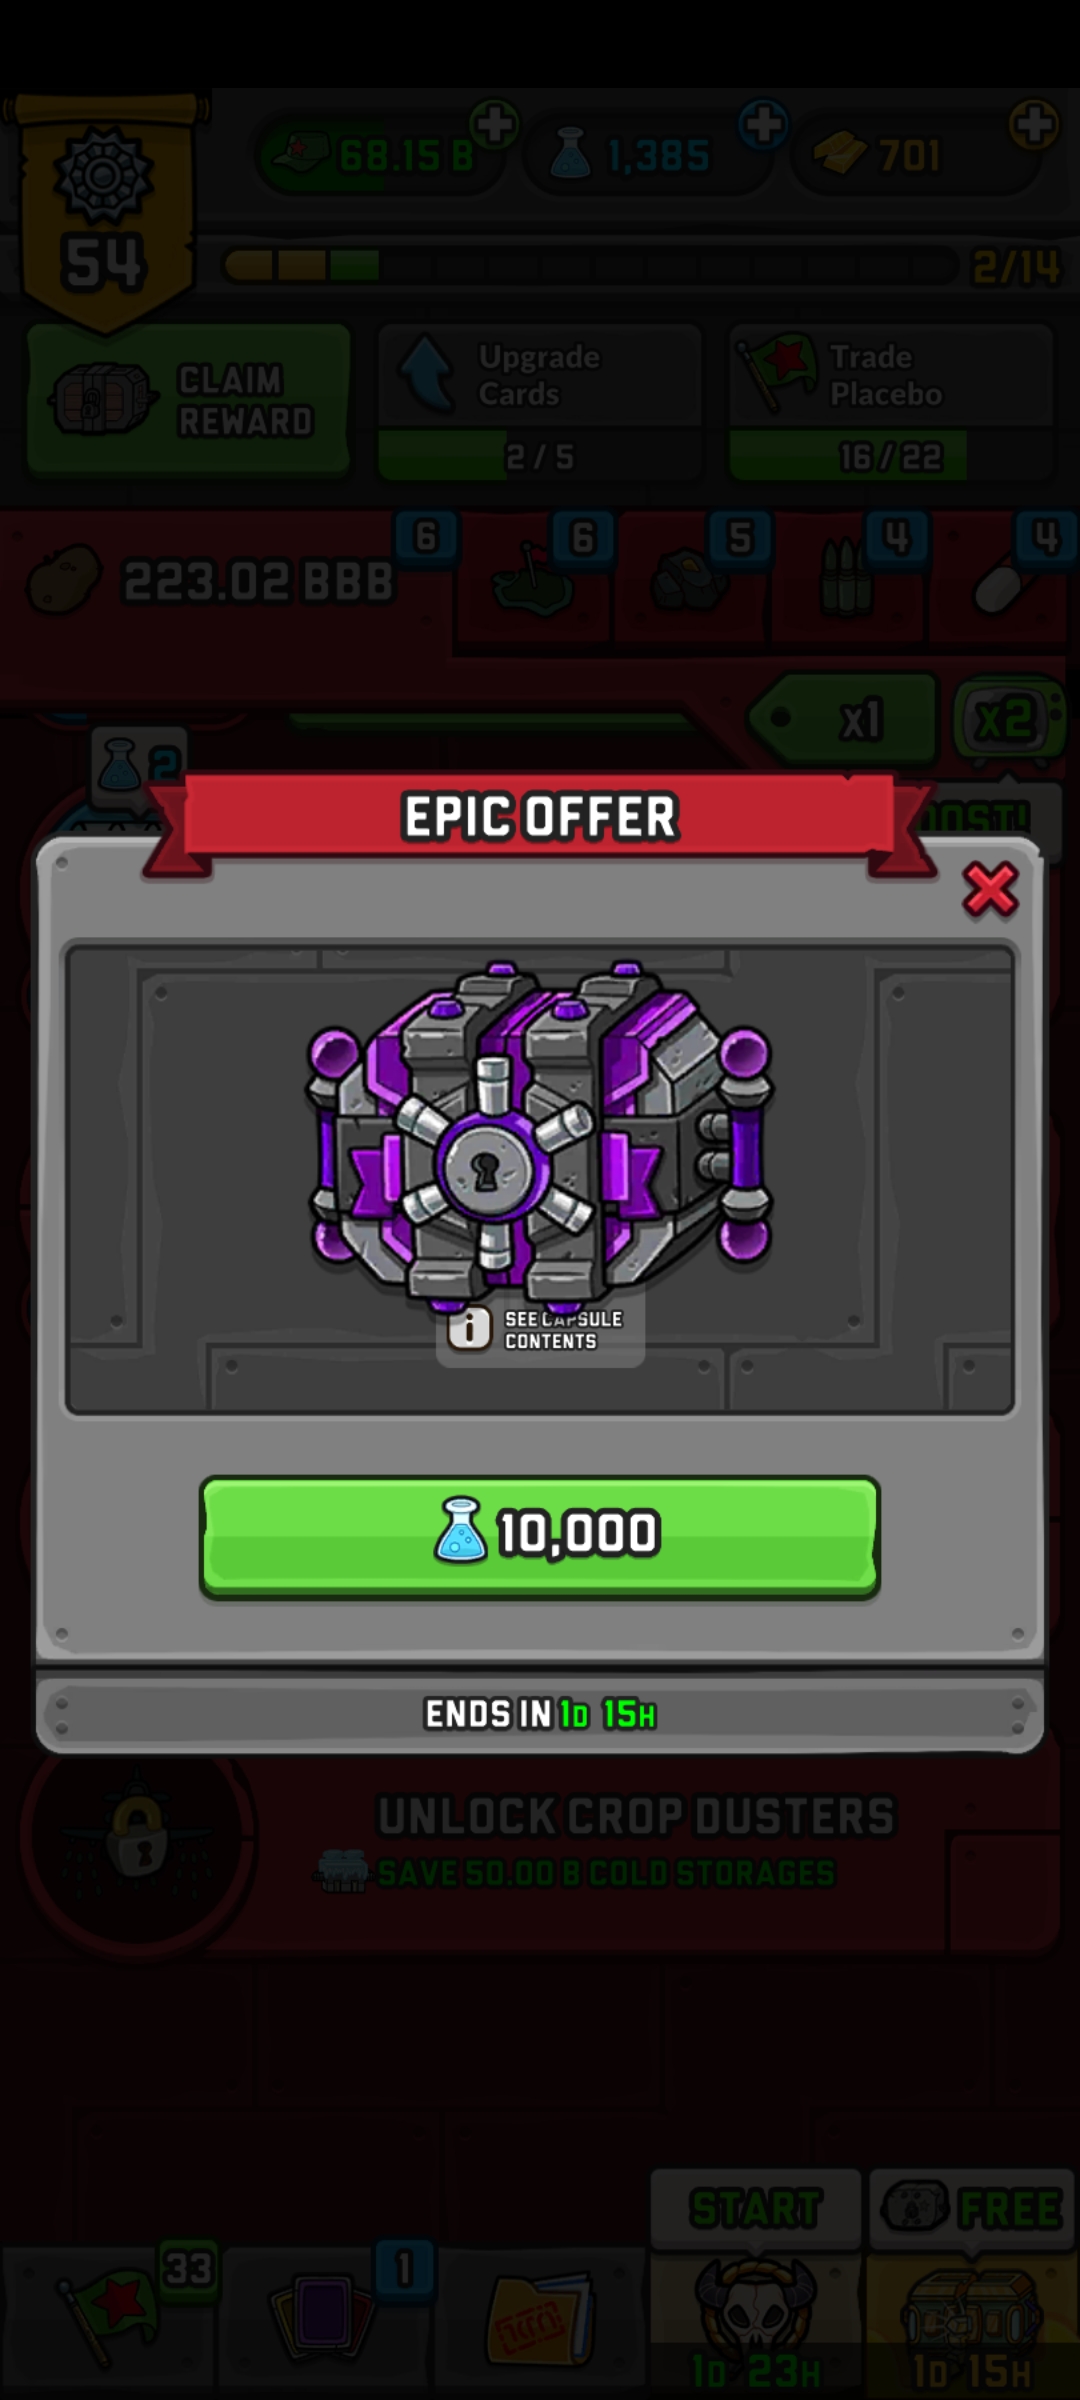 68.15 B
1,385
701
54
2/14
CLAIM
REWARD
Upgrade
Cards
2 / 5
Trade
Placebo
16 / 22
223.02 BBB
6
6
5
4
4
x1
x2
2
EPIC OFFER
SEE CAPSULE
CONTENTS
10,000
ENDS IN 1D 15H
UNLOCK CROP DUSTERS
SAVE 50.00 B COLD STORAGES
START
FREE
33
1
1D 23H
1D 15H